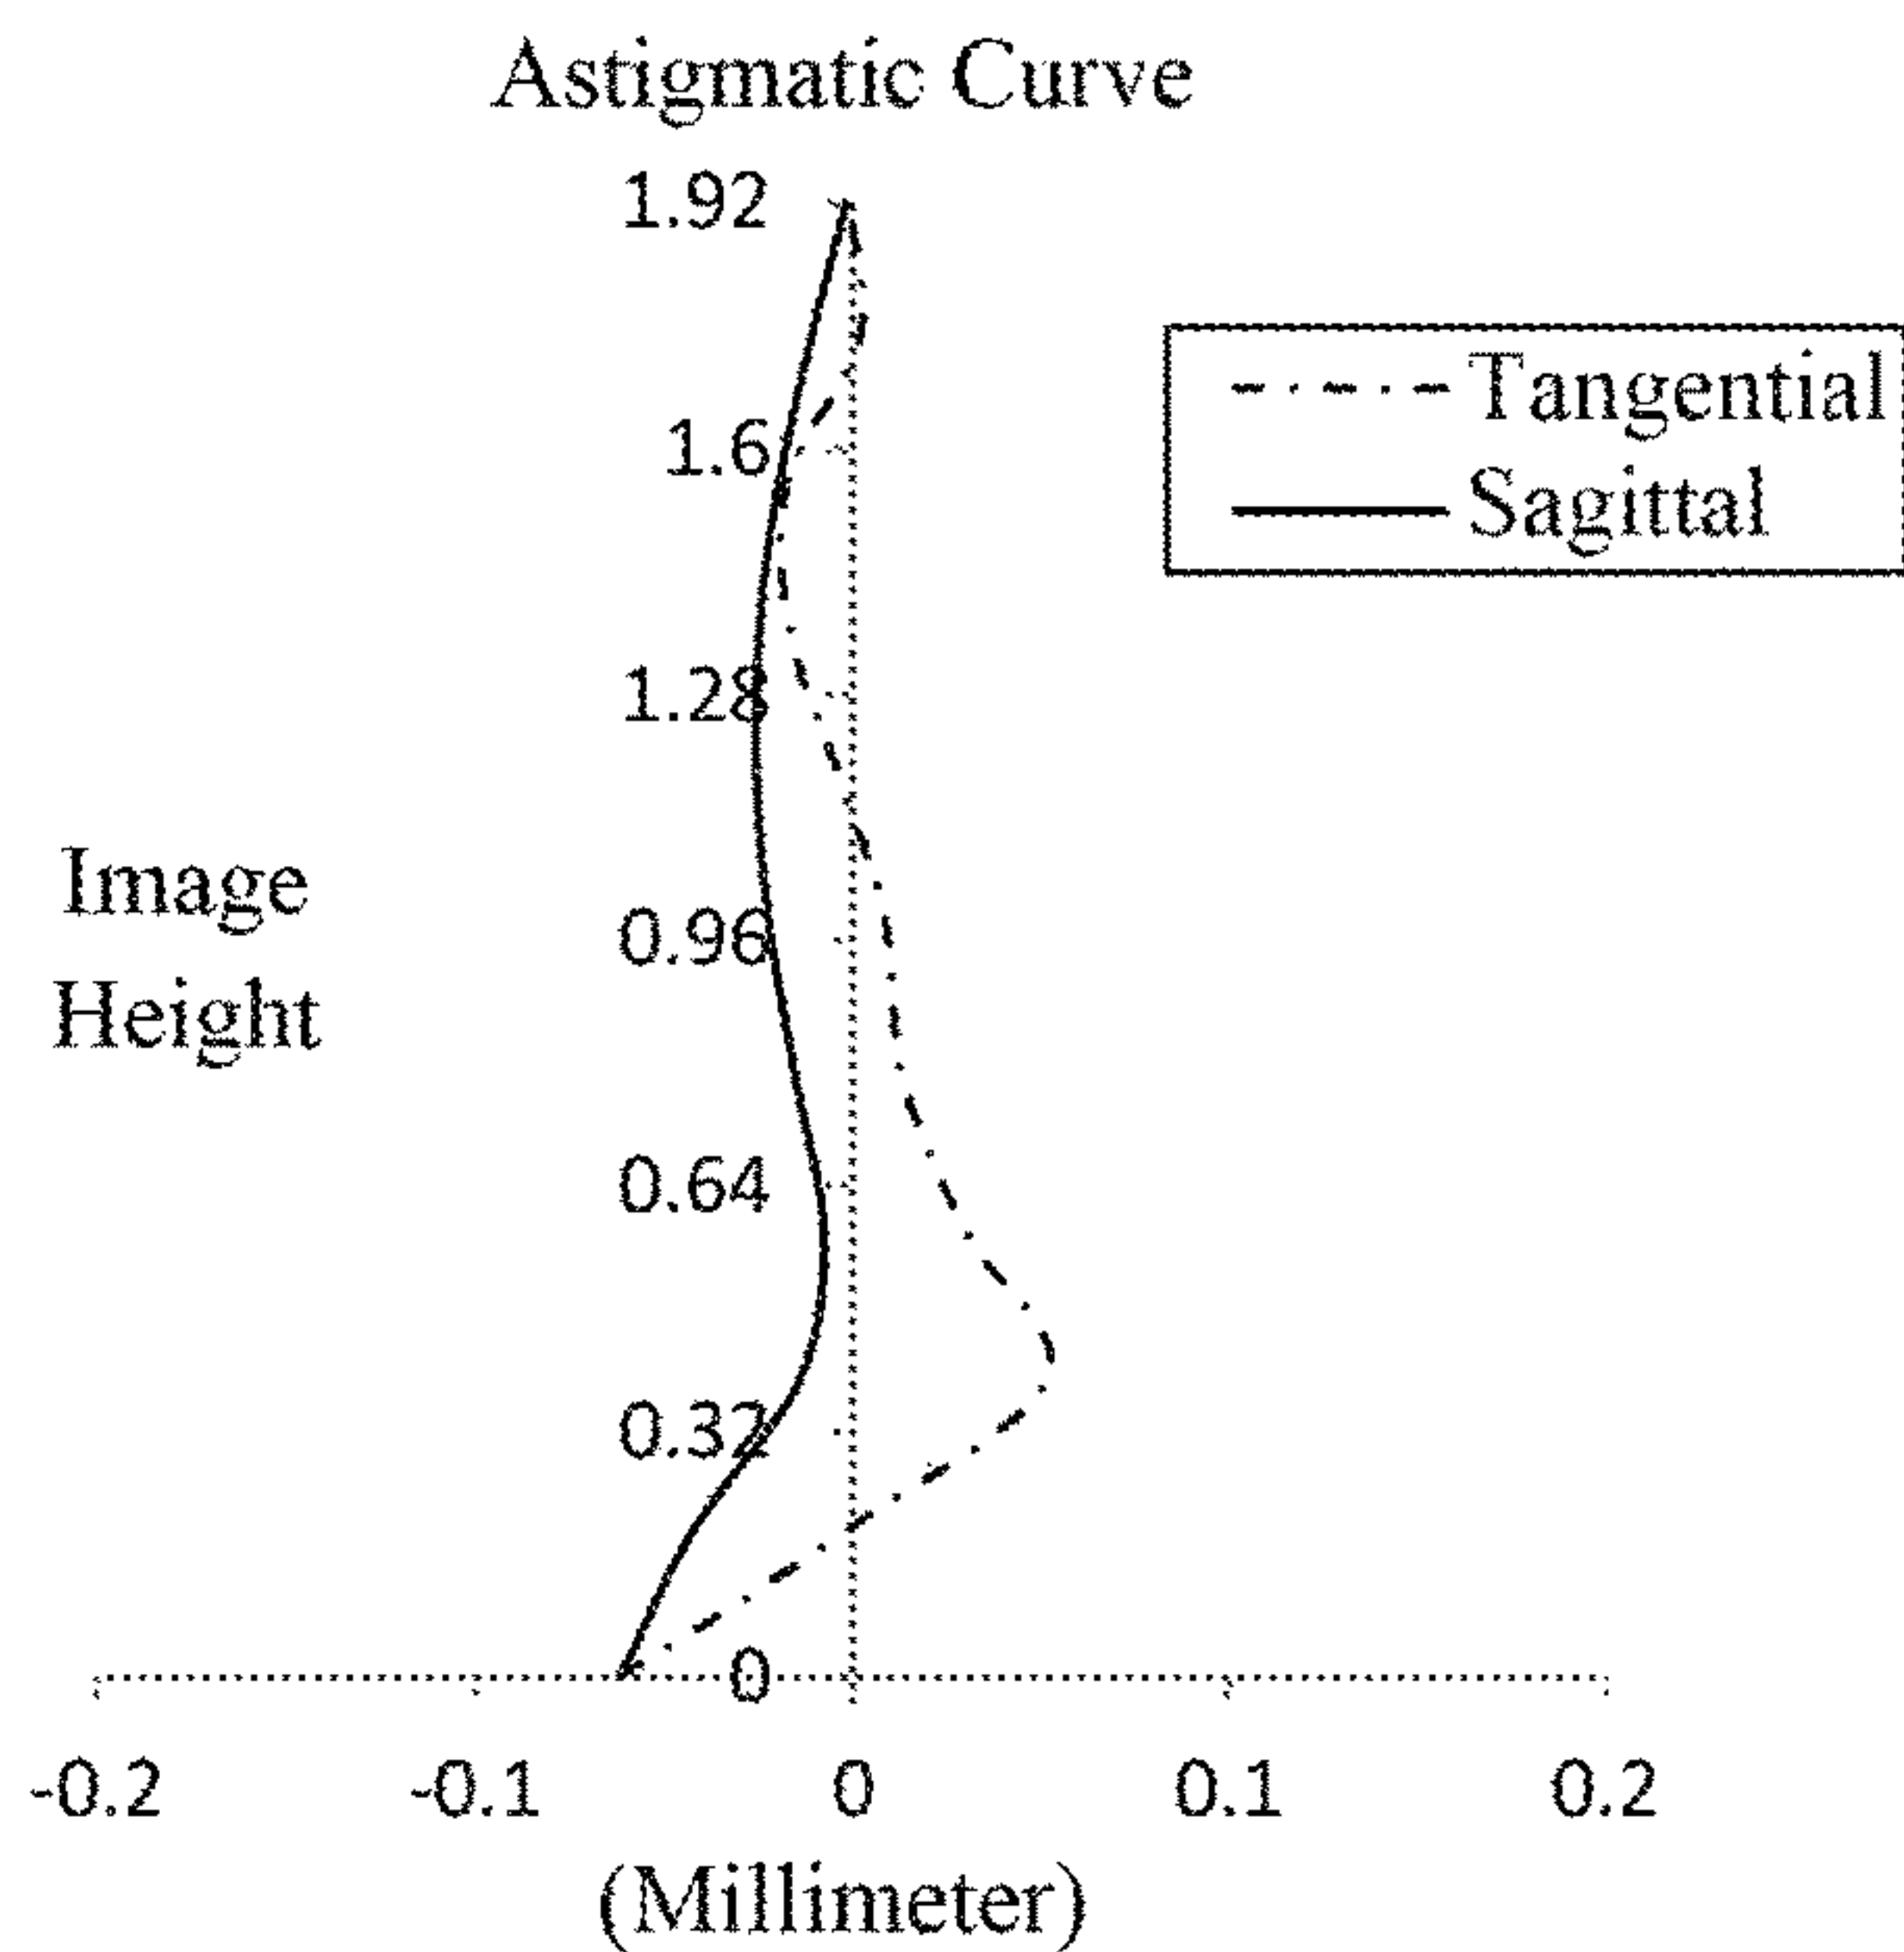 Astigmatic Curve
1.92
Tangential
1.6
Sagittal
1.28
Image
0.96
Height
0.64
0.32
0
-0.2 -0.1 0 0.1 0.2
(Millimeter)